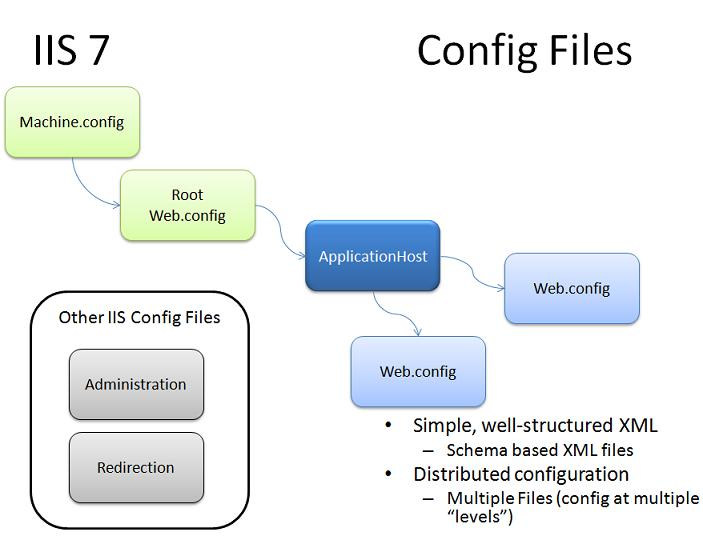 IIS 7 Config Files
Machine.config
Root
Web.config
ApplicationHost
Web.config
Web.config
Other IIS Config Files
Administration
Redirection
• Simple, well-structured XML
– Schema based XML files
• Distributed configuration
– Multiple Files (config at multiple
“levels”)